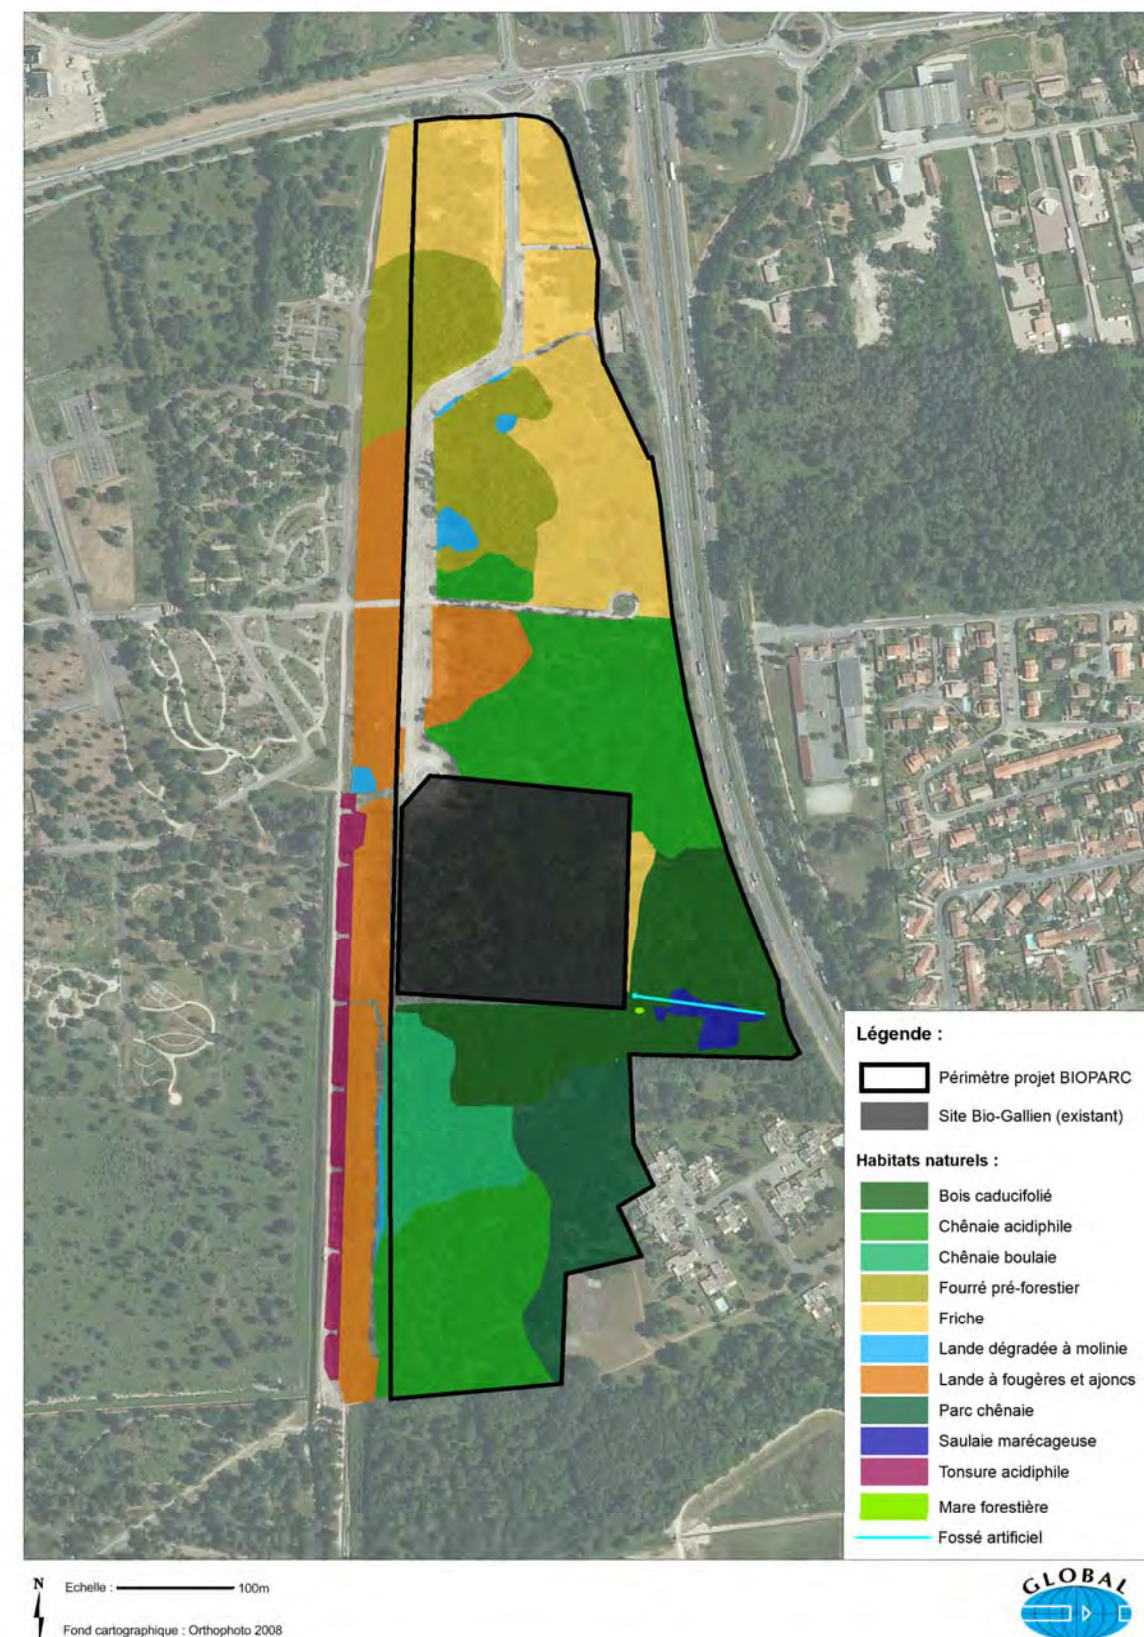 Légende :
Périmètre projet BIOPARC
Site Bio-Gallien (existant)
Habitats naturels :
Bois caducifolié
Chênaie acidiphile
Chênaie boulaie
Fourré pré-forestier
Friche
Lande dégradée à molinie
Lande à fougères et ajoncs
Parc chênaie
Saulaie marécageuse
Tonsure acidiphile
Mare forestière
Fossé artificiel
N
Echelle : 100m
Fond cartographique : Orthophoto 2008
GLOBAL